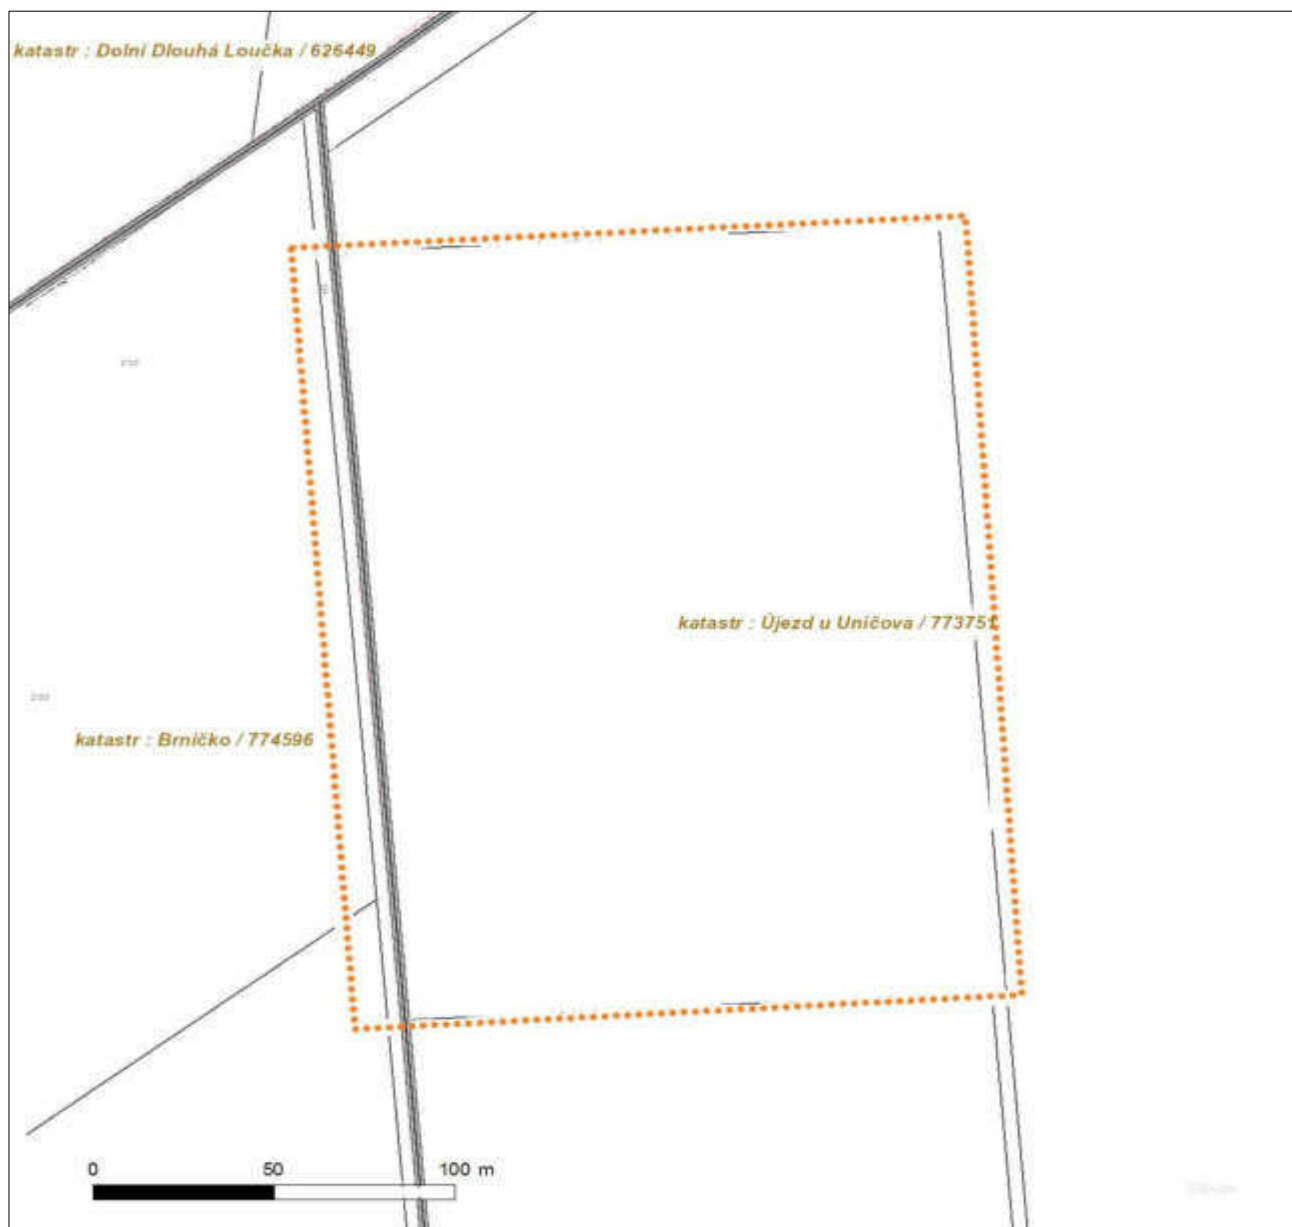 katastr : Dolní Dlouhá Loučka / 626449
katastr : Újezd u Uničova / 773751
katastr : Brníčko / 774596
0 50 100 m